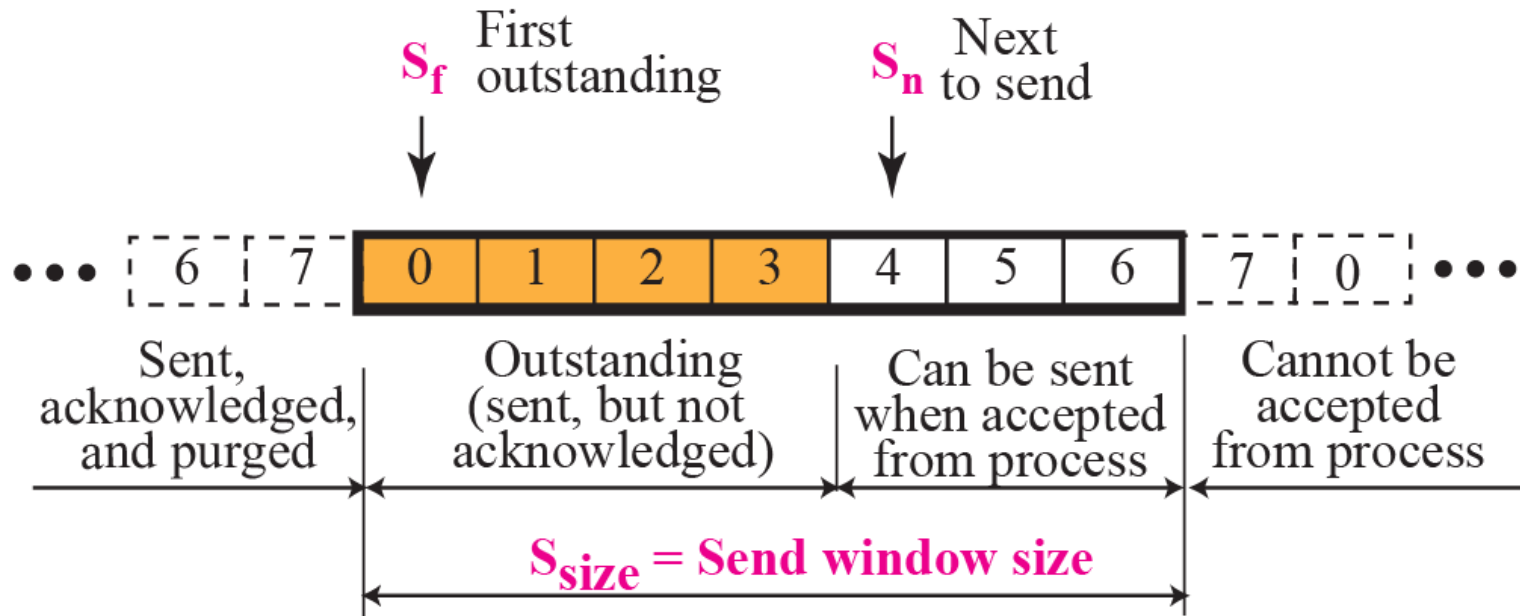 S_f First outstanding
S_n Next to send
••• 6 7 0 1 2 3 4 5 6 7 0 •••
Sent,
acknowledged,
and purged
Outstanding
(sent, but not
acknowledged)
Can be sent
when accepted
from process
Cannot be
accepted
from process
S_size = Send window size